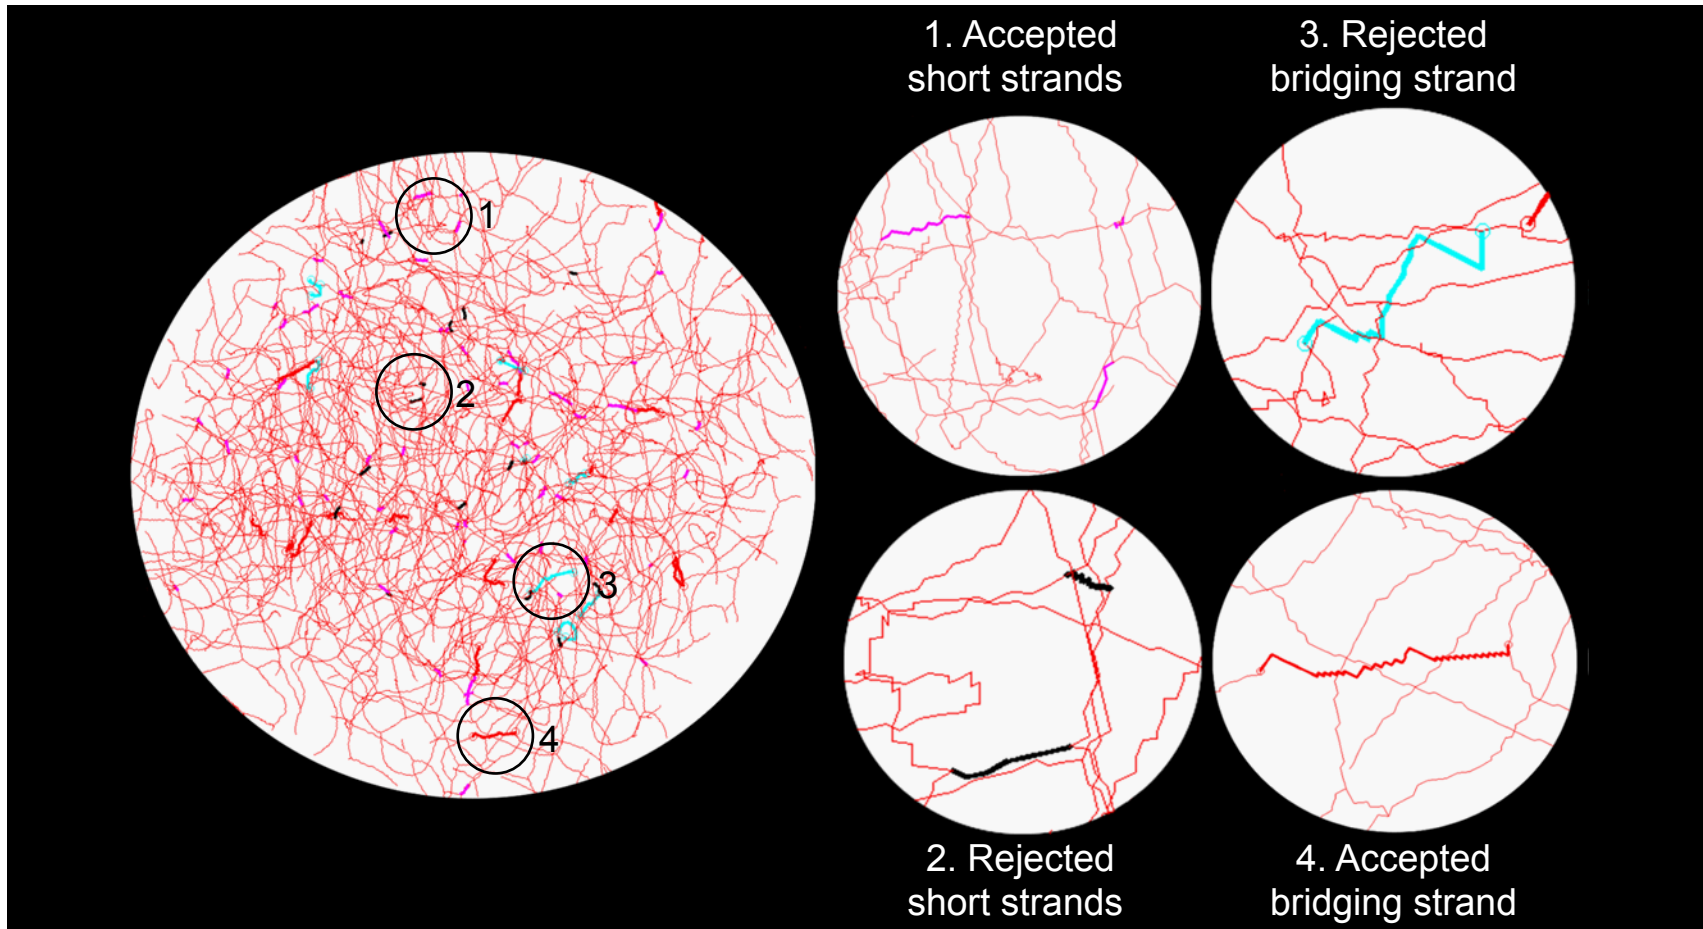 1. Accepted
short strands
3. Rejected
bridging strand
1
2
3
4
2. Rejected
short strands
4. Accepted
bridging strand